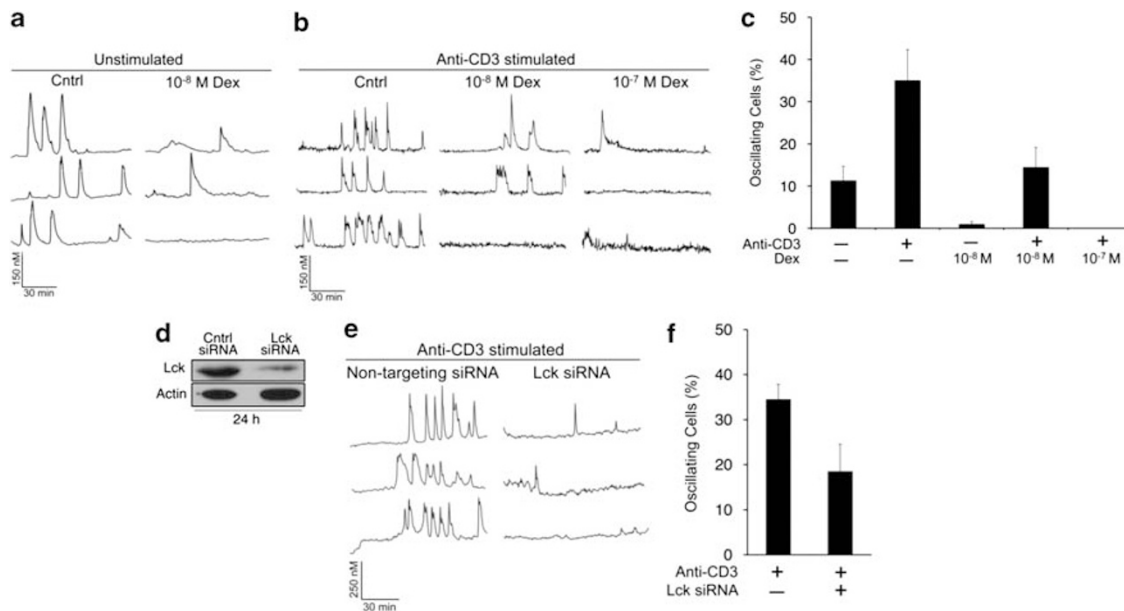 a
Unstimulated
Cntrl 10⁻⁸ M Dex
150 nM
30 min
b
Anti-CD3 stimulated
Cntrl 10⁻⁸ M Dex 10⁻⁷ M Dex
150 nM
30 min
c
Oscillating Cells (%)
50
40
30
20
10
0
Anti-CD3 — + — + +
Dex — — 10⁻⁸ M 10⁻⁸ M 10⁻⁷ M
d
Cntrl siRNA Lck siRNA
Lck
Actin
24 h
e
Anti-CD3 stimulated
Non-targeting siRNA Lck siRNA
250 nM
30 min
f
Oscillating Cells (%)
50
40
30
20
10
0
Anti-CD3 + +
Lck siRNA — +